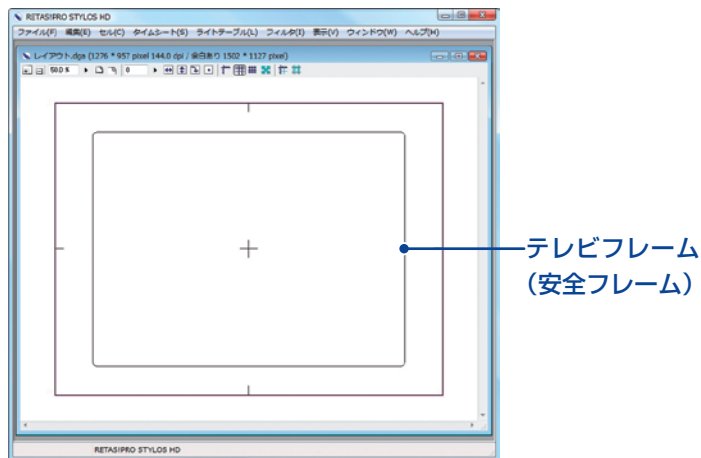 RETAS!PRO STYLOS HD
ファイル(F) 編集(E) セル(C) タイムシート(S) ライトテーブル(L) フィルタ(I) 表示(V) ウィンドウ(W) ヘルプ(H)
レイアウト.dga (1276 * 957 pixel 144.0 dpi / 余白あり 1502 * 1127 pixel)
50.0 %
0
テレビフレーム
（安全フレーム）
RETAS!PRO STYLOS HD